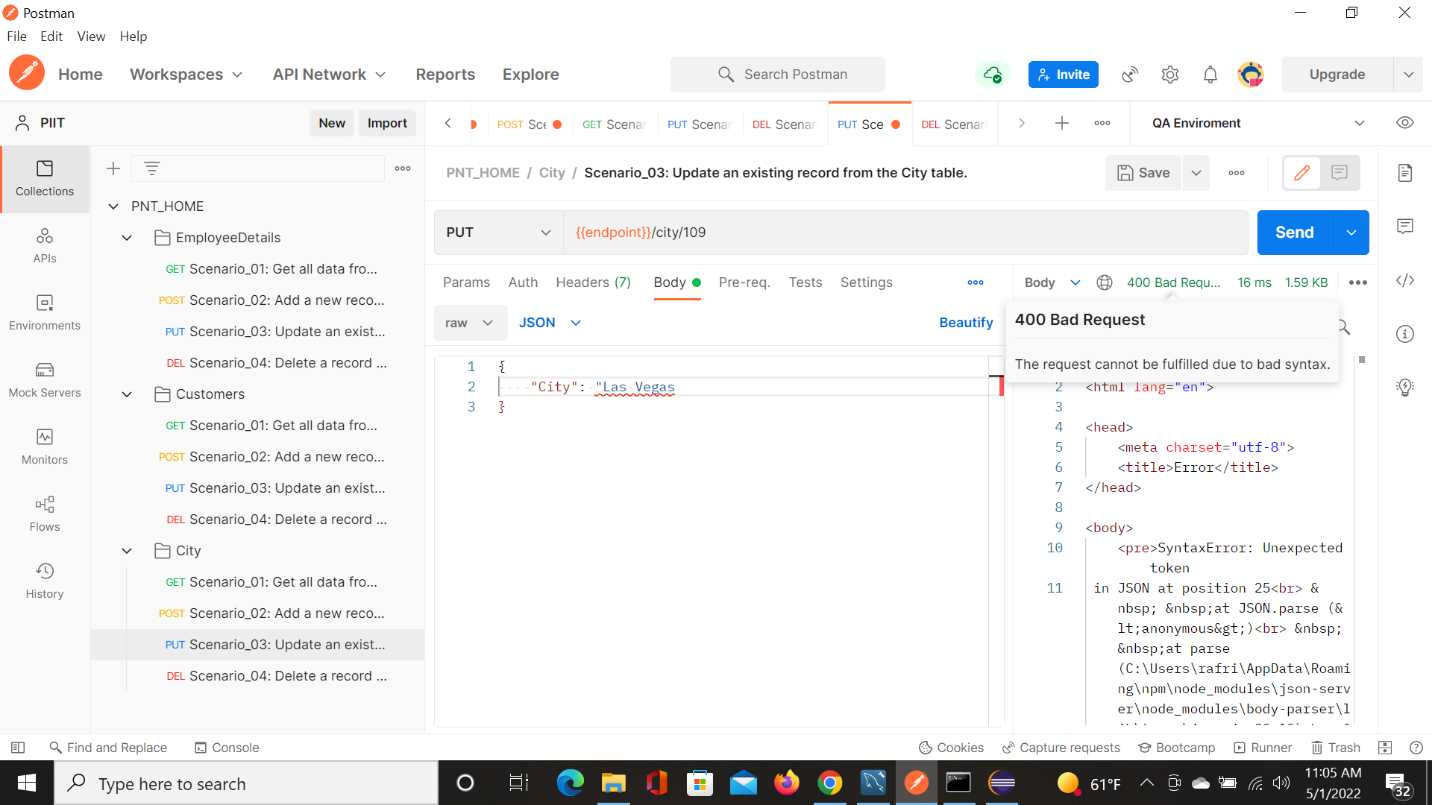 Postman
File Edit View Help
Home Workspaces API Network Reports Explore Search Postman Invite Upgrade
PIIT New Import POST Sce GET Scenar PUT Scenar DEL Scenar PUT Sce DEL Scenar QA Enviroment
PNT_HOME / City / Scenario_03: Update an existing record from the City table. Save
Collections
APIs
Environments
Mock Servers
Monitors
Flows
History
PNT_HOME
EmployeeDetails
GET Scenario_01: Get all data fro...
POST Scenario_02: Add a new reco...
PUT Scenario_03: Update an exist...
DEL Scenario_04: Delete a record ...
Customers
GET Scenario_01: Get all data fro...
POST Scenario_02: Add a new reco...
PUT Scenario_03: Update an exist...
DEL Scenario_04: Delete a record ...
City
GET Scenario_01: Get all data fro...
POST Scenario_02: Add a new reco...
PUT Scenario_03: Update an exist...
DEL Scenario_04: Delete a record ...
PUT {{endpoint}}/city/109 Send
Params Auth Headers (7) Body Pre-req. Tests Settings
raw JSON Beautify
1 {
2 "City": "Las Vegas
3 }
Body 400 Bad Requ... 16 ms 1.59 KB
400 Bad Request
The request cannot be fulfilled due to bad syntax.
2 <html lang="en">
3
4 <head>
5 <meta charset="utf-8">
6 <title>Error</title>
7 </head>
8
9 <body>
10 <pre>SyntaxError: Unexpected
token
11 in JSON at position 25<br> &
nbsp; &nbsp;at JSON.parse (&
lt;anonymous&gt;)<br> &nbsp;
&nbsp;at parse
(C:\Users\rafri\AppData\Roami
ng\npm\node_modules\json-serv
er\node_modules\body-parser\l
Find and Replace Console Cookies Capture requests Bootcamp Runner Trash
Type here to search 61°F 11:05 AM
5/1/2022 32